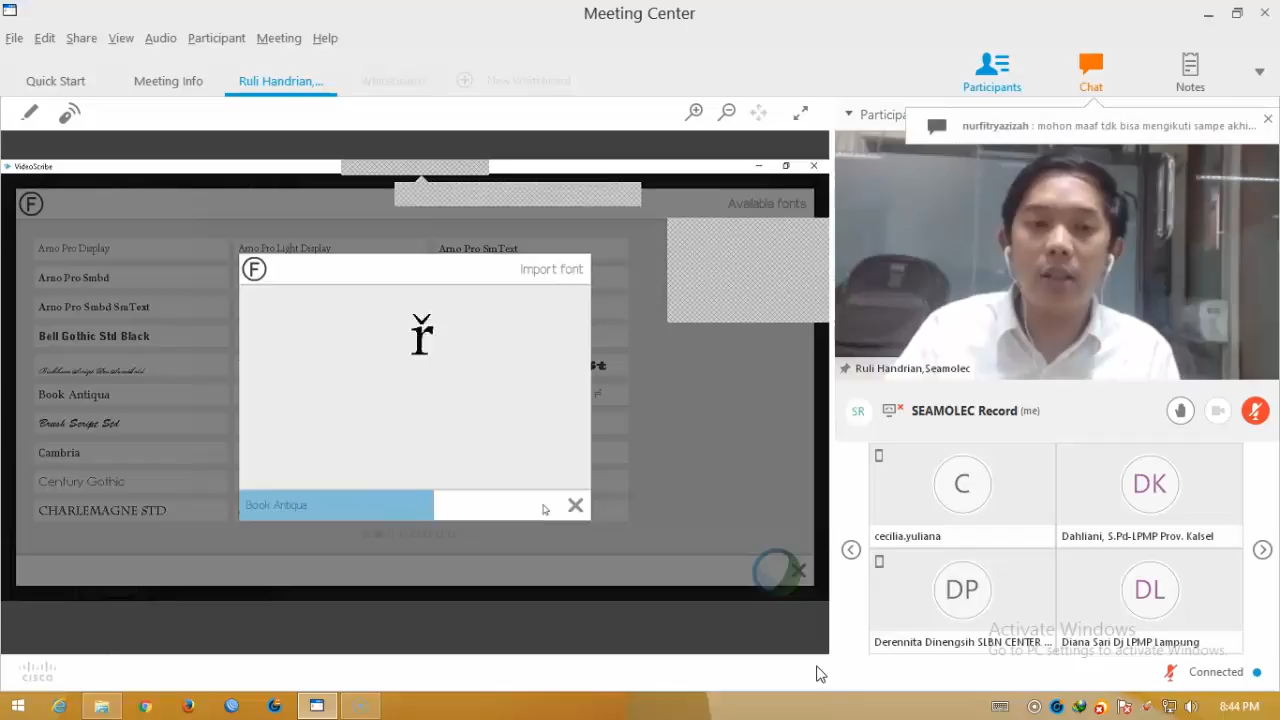 Meeting Center
File Edit Share View Audio Participant Meeting Help
Quick Start Meeting Info Ruli Handrian,... Whiteboard New Whiteboard
Participants Chat Notes
nurfitryazizah : mohon maaf tdk bisa mengikuti sampe akhi...
VideoScribe
Available fonts
Arno Pro Display Arno Pro Light Display Arno Pro SmText
Arno Pro Smbd
Arno Pro Smbd SmText
Bell Gothic Std Black
Book Antiqua
Brush Script Std
Cambria
Century Gothic
CHARLEMAGNE STD
F
F Import font
ř
Book Antiqua
Ruli Handrian,Seamolec
SR SEAMOLEC Record (me)
C DK
cecilia.yuliana Dahliani, S.Pd-LPMP Prov. Kalsel
DP DL
Derennita Dinengsih SLBN CENTER ... Diana Sari Dj LPMP Lampung
Activate Windows
Go to PC settings to activate Windows.
cisco
Connected
8:44 PM